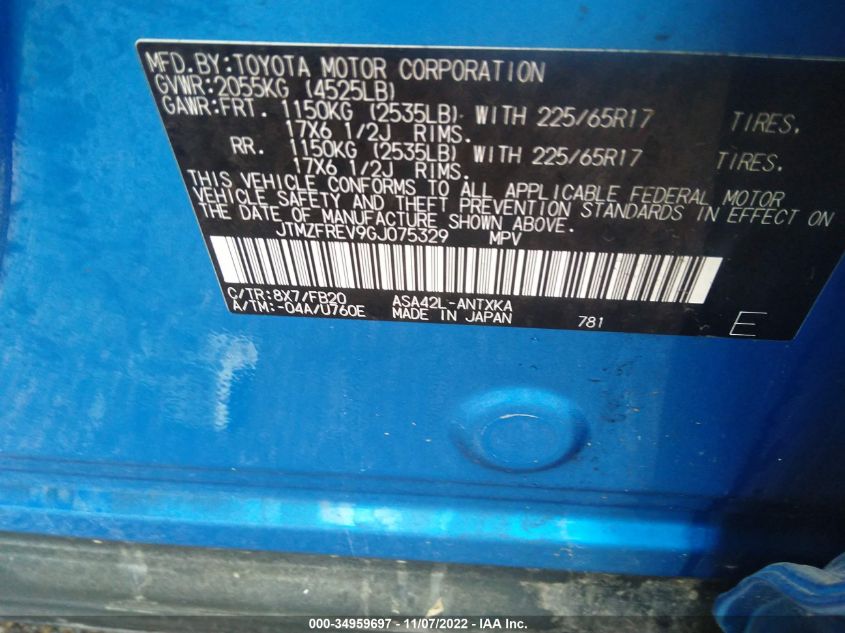 MFD.BY:TOYOTA MOTOR CORPORATION
GVWR:2055KG (4525LB)
GAWR:FRT. 1150KG (2535LB) WITH 225/65R17 TIRES.
17X6 1/2J RIMS.
RR. 1150KG (2535LB) WITH 225/65R17 TIRES.
17X6 1/2J RIMS.
THIS VEHICLE CONFORMS TO ALL APPLICABLE FEDERAL MOTOR
VEHICLE SAFETY AND THEFT PREVENTION STANDARDS IN EFFECT ON
THE DATE OF MANUFACTURE SHOWN ABOVE.
JTMZFREV9GJ075329 MPV
C/TR:8X7/FB20 ASA42L-ANTXKA
A/TM:-04A/U760E MADE IN JAPAN 781 E
000-34959697 - 11/07/2022 - IAA Inc.